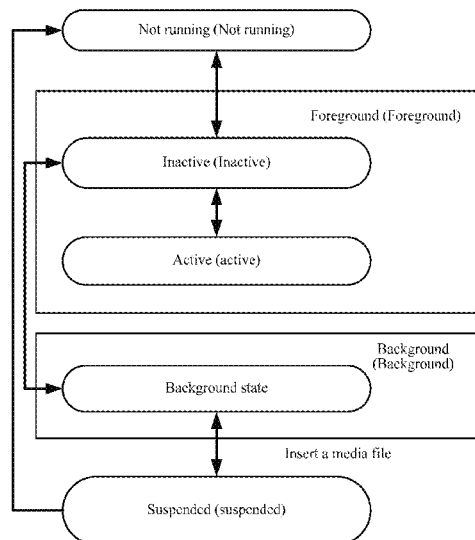 Not running (Not running)
Foreground (Foreground)
Inactive (Inactive)
Active (active)
Background
(Background)
Background state
Insert a media file
Suspended (suspended)